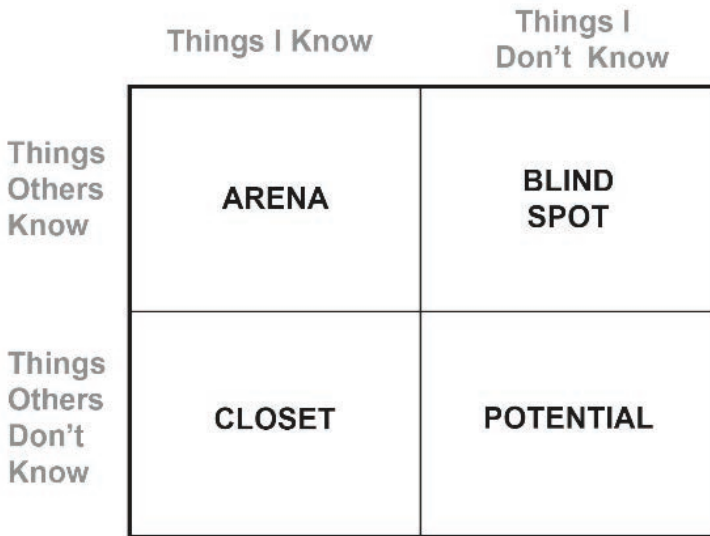 Things I Know
Things I
Don't Know
Things
Others
Know
ARENA
BLIND
SPOT
Things
Others
Don't
Know
CLOSET
POTENTIAL